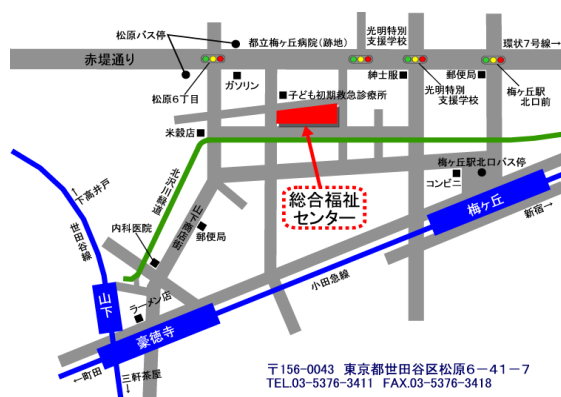 松原バス停
都立梅ヶ丘病院（跡地）
光明特別
支援学校
環状7号線→
赤堤通り
松原6丁目
ガソリン
紳士服
郵便局
光明特別
支援学校
梅ヶ丘駅
北口前
子ども初期救急診療所
米穀店
総合福祉
センター
梅ヶ丘駅北口バス停
コンビニ
梅ヶ丘
新宿→
←下高井戸
世田谷線
北沢川緑道
山下商店街
郵便局
内科医院
小田急線
山下
ラーメン店
豪徳寺
←町田
三軒茶屋→
〒156-0043 東京都世田谷区松原６－４１－７
TEL.03-5376-3411 FAX.03-5376-3418